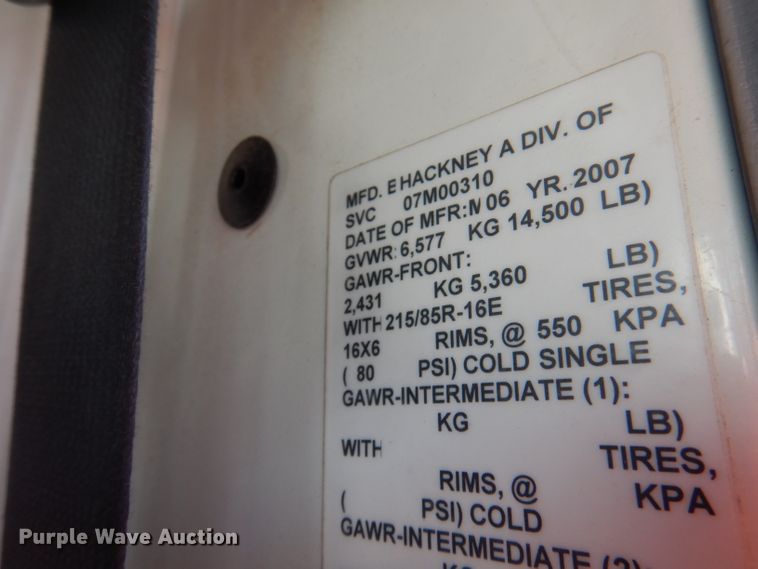 MFD. E HACKNEY A DIV. OF
SVC 07M00310
DATE OF MFR: M 06 YR. 2007
GVWR: 6,577 KG 14,500 LB)
GAWR-FRONT:
2,431 KG 5,360 LB)
WITH 215/85R-16E TIRES,
16X6 RIMS, @ 550 KPA
( 80 PSI) COLD SINGLE
GAWR-INTERMEDIATE (1):
KG LB)
WITH TIRES,
RIMS, @ KPA
( PSI) COLD
GAWR-INTERMEDIATE (2):
KG
Purple Wave Auction